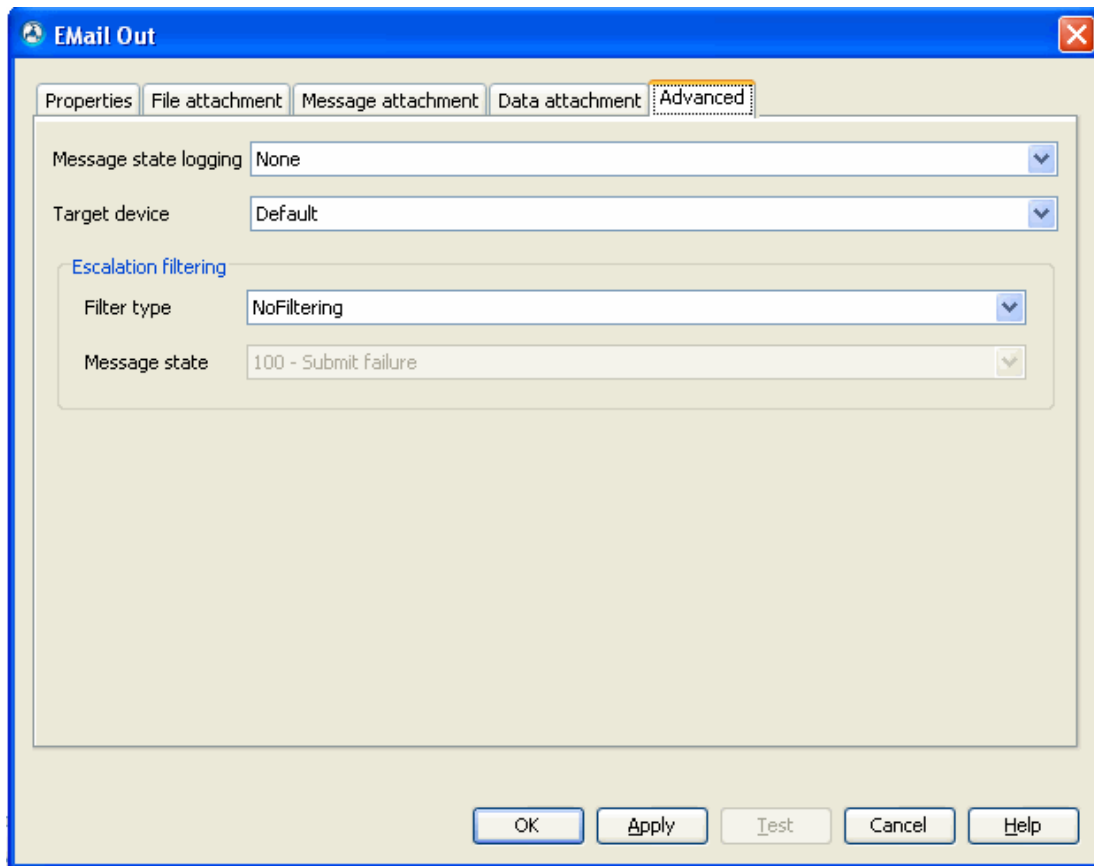 EMail Out
Properties File attachment Message attachment Data attachment Advanced
Message state logging None
Target device Default
Escalation filtering
Filter type NoFiltering
Message state 100 - Submit failure
OK Apply Test Cancel Help